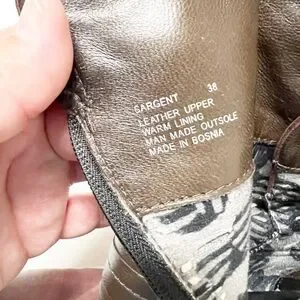 SARGENT 38
LEATHER UPPER
WARM LINING
MAN MADE OUTSOLE
MADE IN BOSNIA